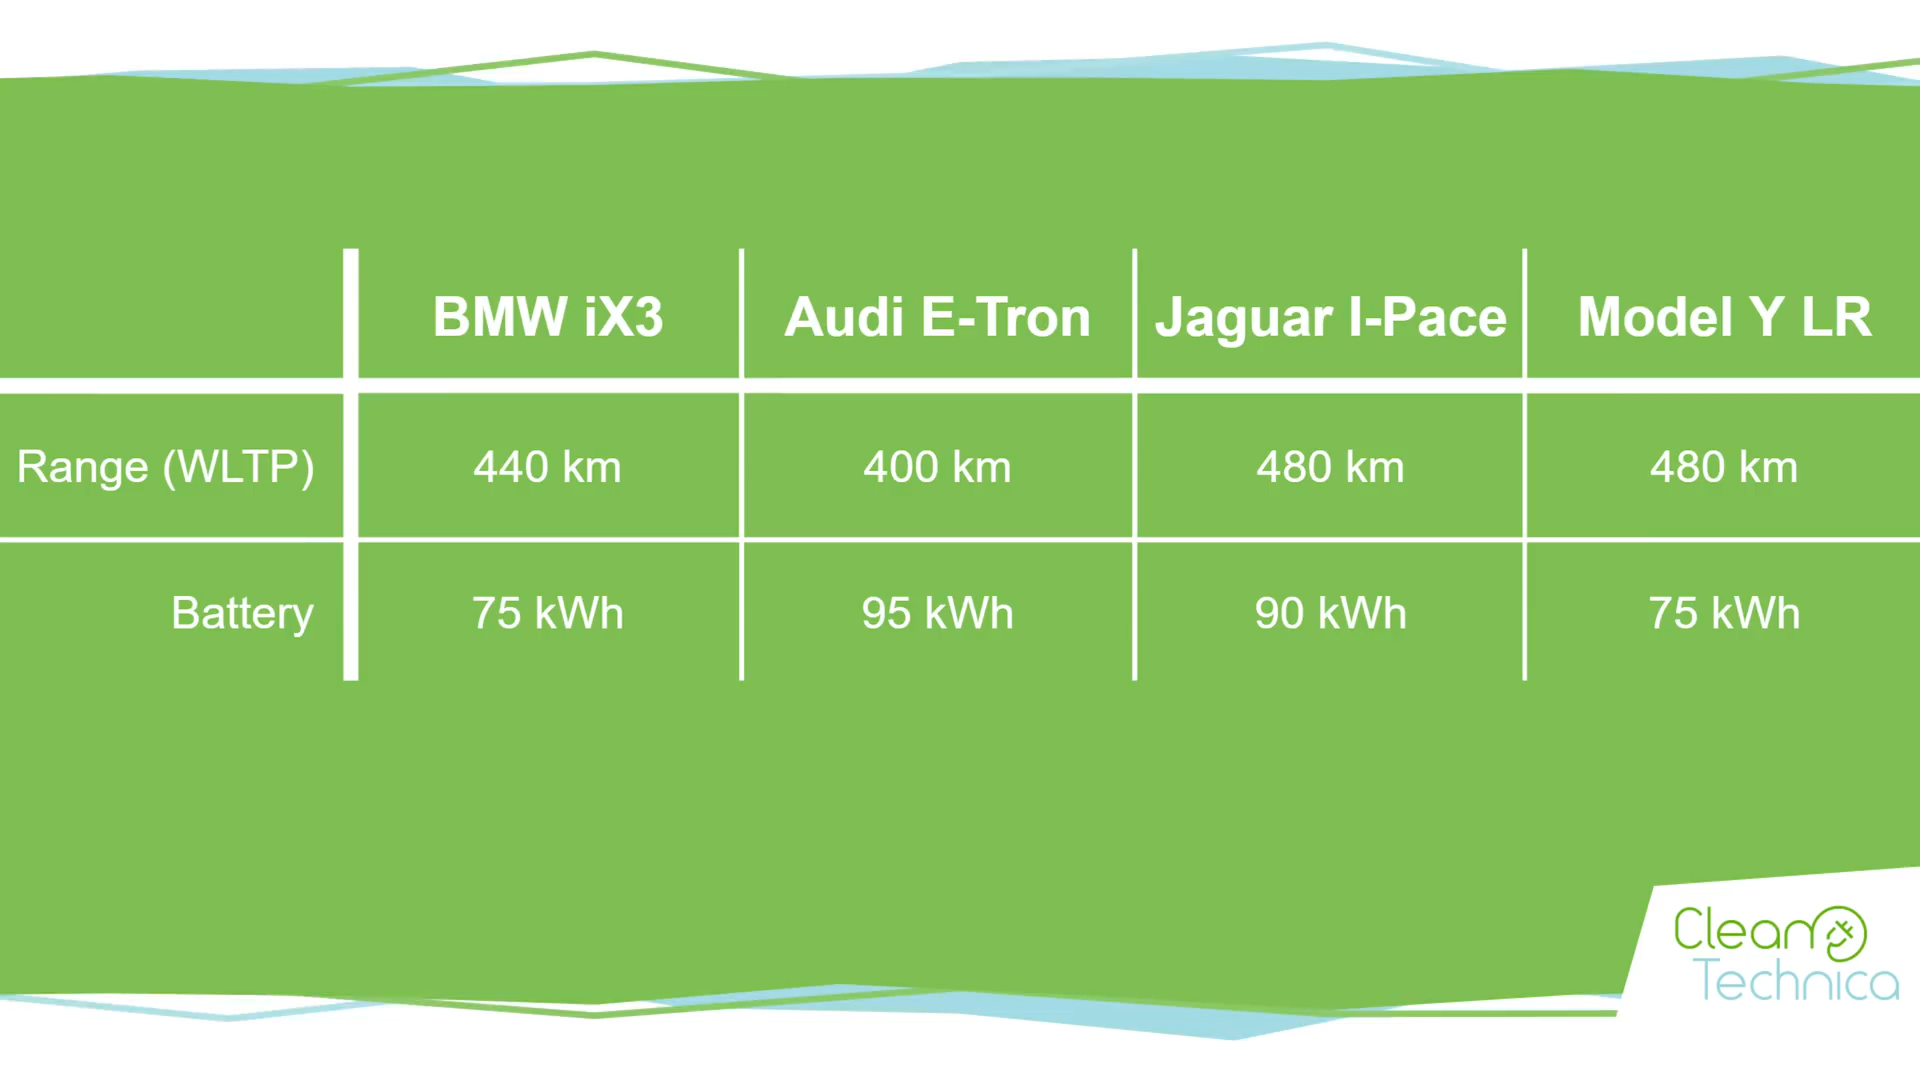 BMW iX3 Audi E-Tron Jaguar I-Pace Model Y LR
Range (WLTP) 440 km 400 km 480 km 480 km
Battery 75 kWh 95 kWh 90 kWh 75 kWh
Clean
Technica